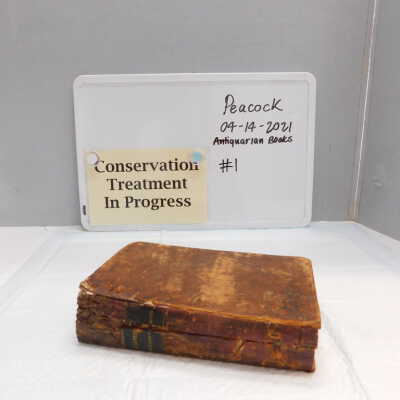 Peacock
04-14-2021
Antiquarian Books
#1
Conservation
Treatment
In Progress